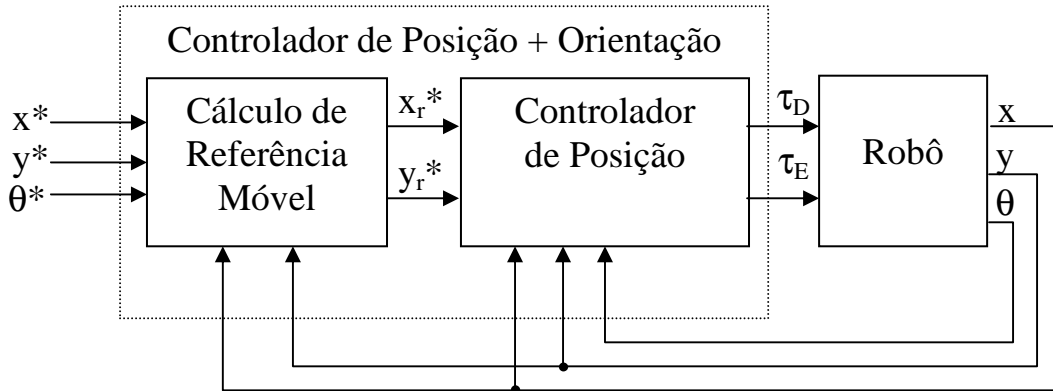 Controlador de Posição + Orientação
x*
y*
θ*
Cálculo de
Referência
Móvel
xr*
yr*
Controlador
de Posição
τD
τE
Robô
x
y
θ